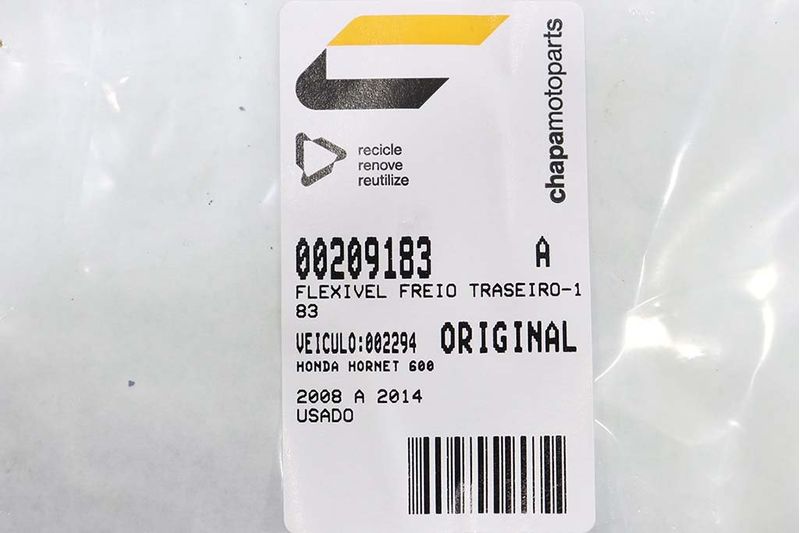 chapamotoparts
recicle
renove
reutilize
00209183 A
FLEXIVEL FREIO TRASEIRO-1
83
VEICULO:002294 ORIGINAL
HONDA HORNET 600
2008 A 2014
USADO